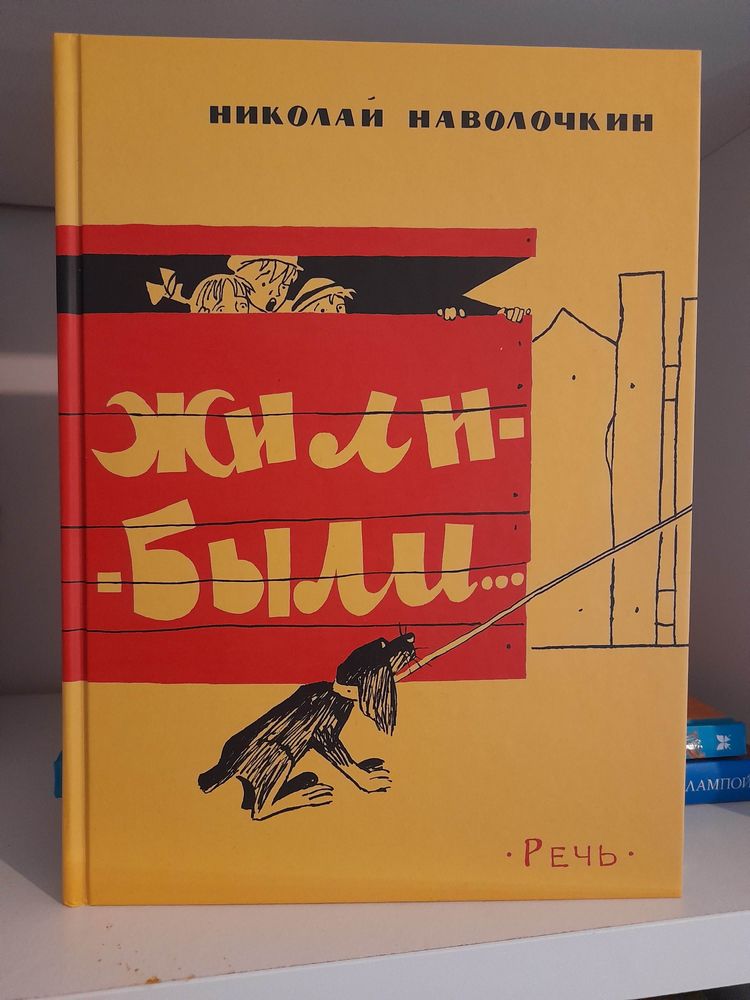 НИКОЛАЙ НАВОЛОЧКИН
ЖИЛИ-
-БЫЛИ...
· РЕЧЬ ·
ЛАМПОЙ